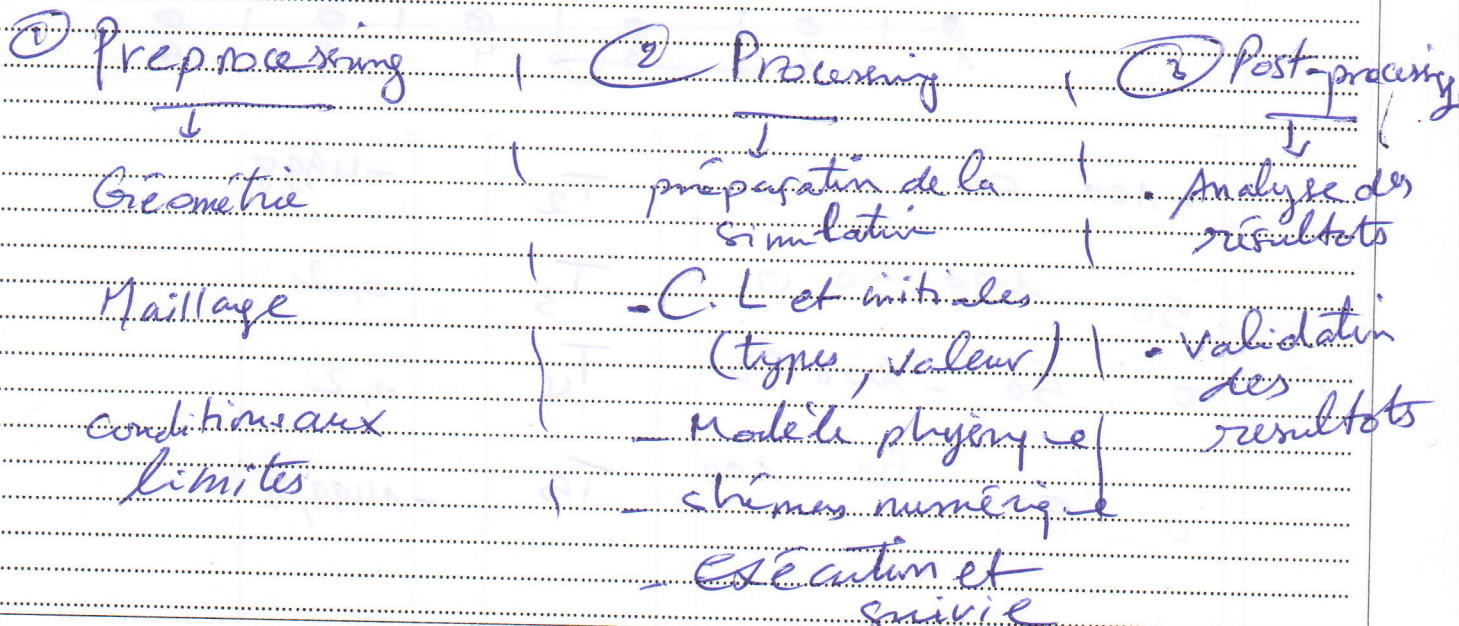 ① Preprocessing
Géométrie
Maillage
conditions aux
limites
② Processing
préparation de la
simulation
- C.L et initiales
(types, valeur)
- Modèle physique
- schémas numérique
- exécution et
suivie
③ Post-processing
• Analyse des
résultats
• validation
des
résultats